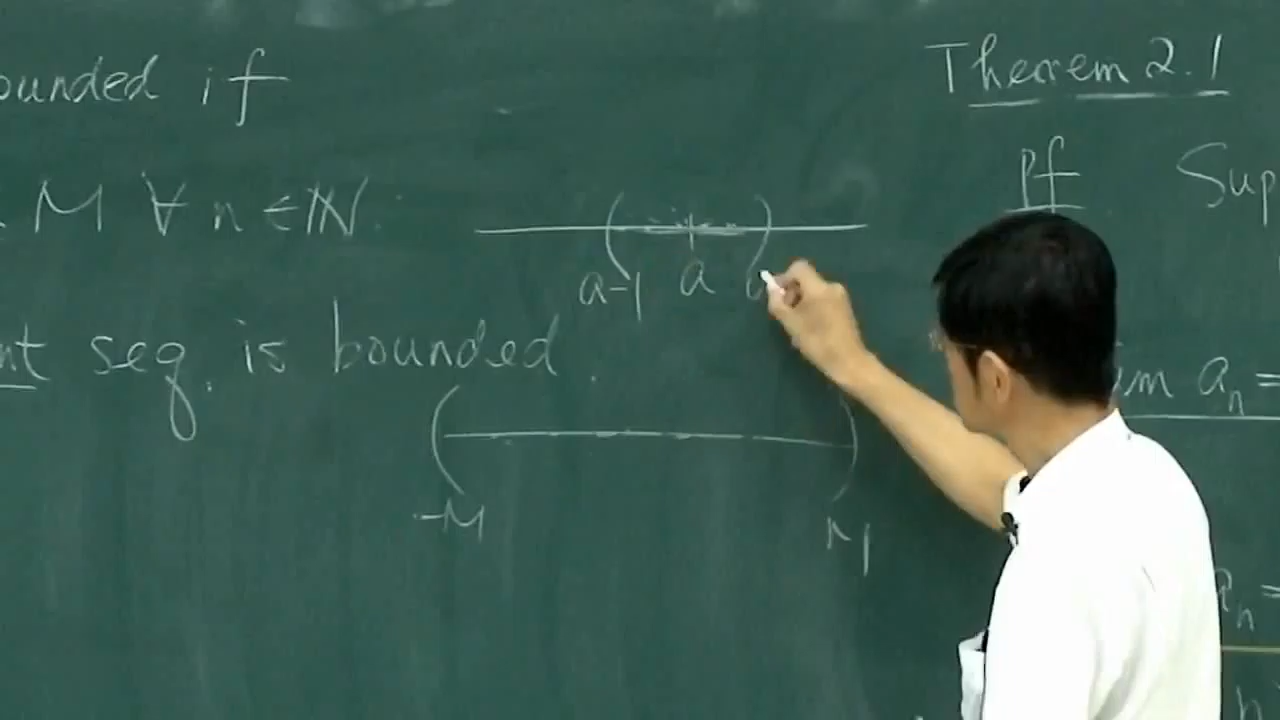 ounded if
M ∀ n ∈ ℕ.
nt seq. is bounded.
a-1 a a
-M M
Theorem 2.1
Pf Sup
im aₙ =
aₙ =